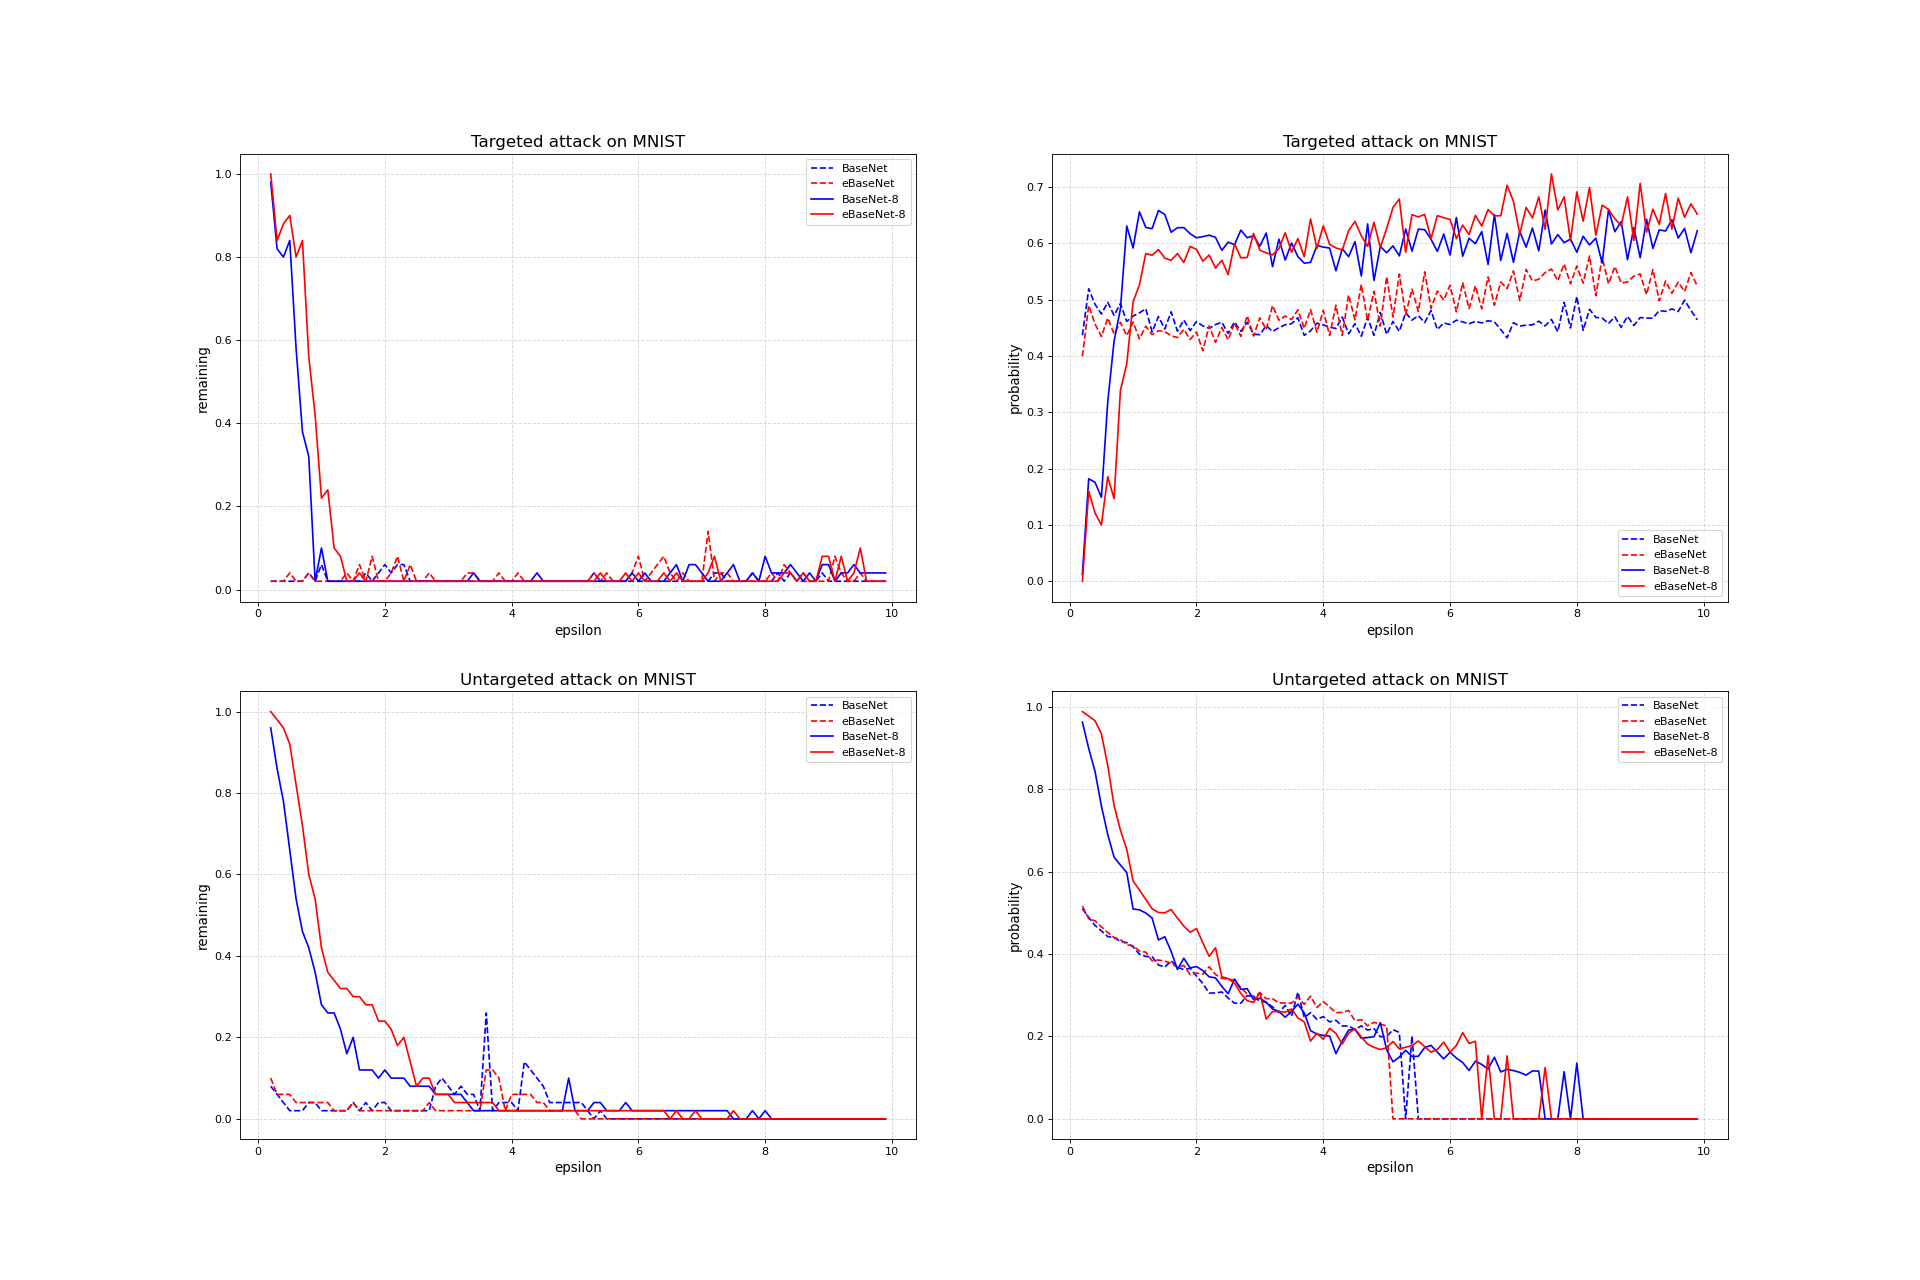 Targeted attack on MNIST
1.0
0.8
0.6
0.4
0.2
0.0
remaining
0 2 4 6 8 10
epsilon
BaseNet
eBaseNet
BaseNet-8
eBaseNet-8
Targeted attack on MNIST
0.7
0.6
0.5
0.4
0.3
0.2
0.1
0.0
probability
0 2 4 6 8 10
epsilon
BaseNet
eBaseNet
BaseNet-8
eBaseNet-8
Untargeted attack on MNIST
1.0
0.8
0.6
0.4
0.2
0.0
remaining
0 2 4 6 8 10
epsilon
BaseNet
eBaseNet
BaseNet-8
eBaseNet-8
Untargeted attack on MNIST
1.0
0.8
0.6
0.4
0.2
0.0
probability
0 2 4 6 8 10
epsilon
BaseNet
eBaseNet
BaseNet-8
eBaseNet-8